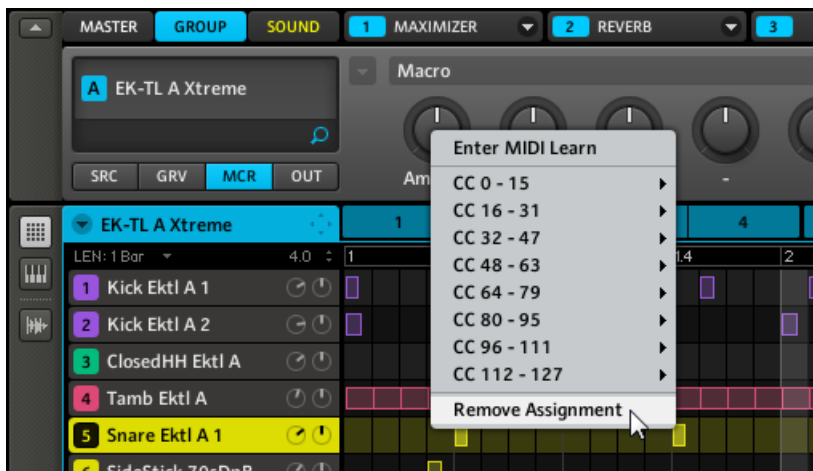 MASTER GROUP SOUND 1 MAXIMIZER 2 REVERB 3
Macro
A EK-TL A Xtreme
SRC GRV MCR OUT
Am
-
Enter MIDI Learn
CC 0 - 15
CC 16 - 31
CC 32 - 47
CC 48 - 63
CC 64 - 79
CC 80 - 95
CC 96 - 111
CC 112 - 127
Remove Assignment
EK-TL A Xtreme 1 4
LEN: 1 Bar 4.0 1 1.4 2
1 Kick Ektl A 1
2 Kick Ektl A 2
3 ClosedHH Ektl A
4 Tamb Ektl A
5 Snare Ektl A 1
6 SideStick 70sDnB